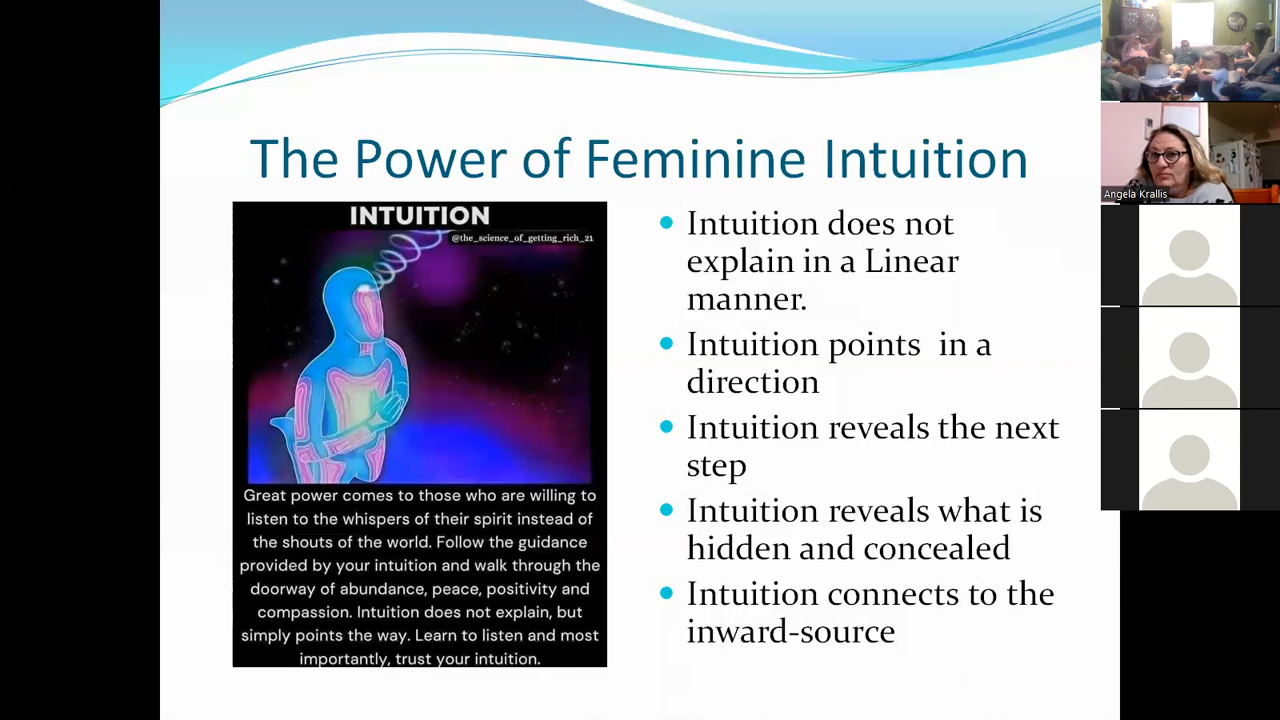 The Power of Feminine Intuition
INTUITION
@the_science_of_getting_rich_21
Great power comes to those who are willing to
listen to the whispers of their spirit instead of
the shouts of the world. Follow the guidance
provided by your intuition and walk through the
doorway of abundance, peace, positivity and
compassion. Intuition does not explain, but
simply points the way. Learn to listen and most
importantly, trust your intuition.
Intuition does not
explain in a Linear
manner.
Intuition points  in a
direction
Intuition reveals the next
step
Intuition reveals what is
hidden and concealed
Intuition connects to the
inward-source
Angela Krallis